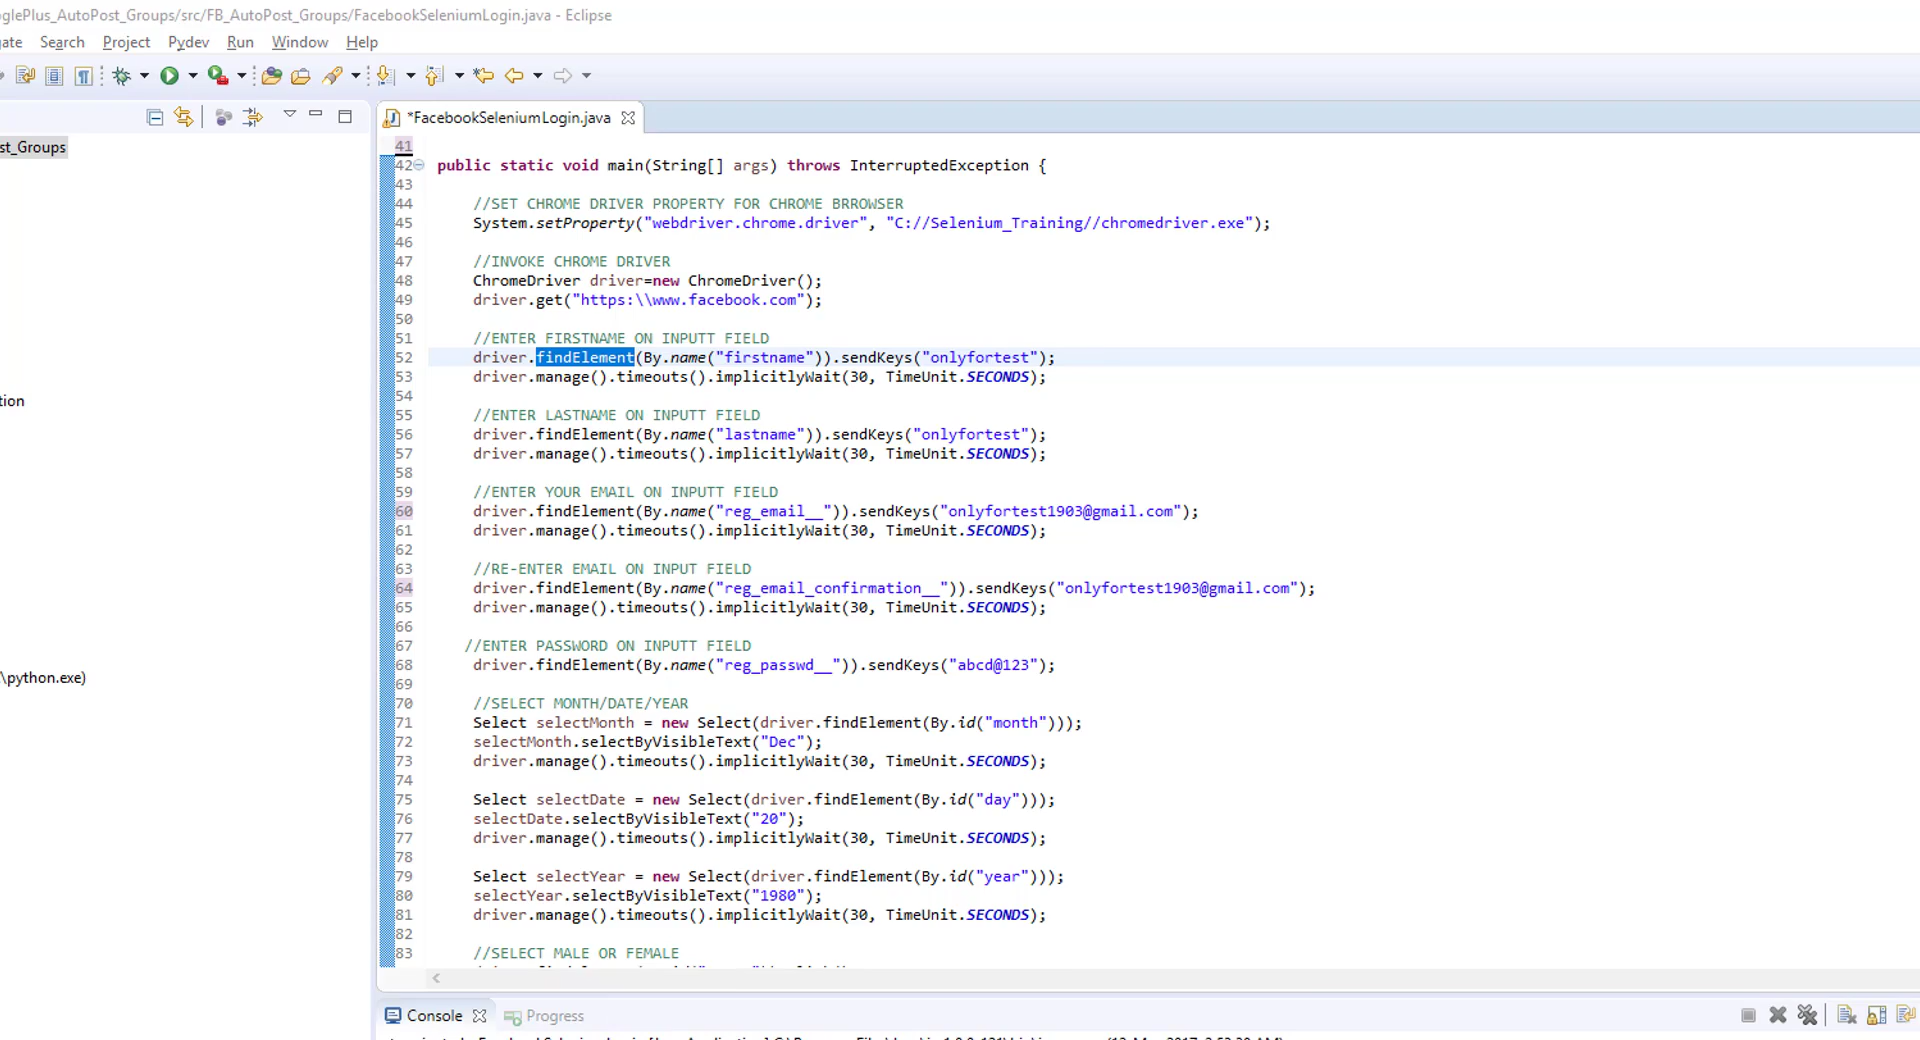 oglePlus_AutoPost_Groups/src/FB_AutoPost_Groups/FacebookSeleniumLogin.java - Eclipse
gate Search Project Pydev Run Window Help
*FacebookSeleniumLogin.java
st_Groups
tion
\python.exe)
41
42 public static void main(String[] args) throws InterruptedException {
43
44 //SET CHROME DRIVER PROPERTY FOR CHROME BRROWSER
45 System.setProperty("webdriver.chrome.driver", "C://Selenium_Training//chromedriver.exe");
46
47 //INVOKE CHROME DRIVER
48 ChromeDriver driver=new ChromeDriver();
49 driver.get("https:\\www.facebook.com");
50
51 //ENTER FIRSTNAME ON INPUTT FIELD
52 driver.findElement(By.name("firstname")).sendKeys("onlyfortest");
53 driver.manage().timeouts().implicitlyWait(30, TimeUnit.SECONDS);
54
55 //ENTER LASTNAME ON INPUTT FIELD
56 driver.findElement(By.name("lastname")).sendKeys("onlyfortest");
57 driver.manage().timeouts().implicitlyWait(30, TimeUnit.SECONDS);
58
59 //ENTER YOUR EMAIL ON INPUTT FIELD
60 driver.findElement(By.name("reg_email__")).sendKeys("onlyfortest1903@gmail.com");
61 driver.manage().timeouts().implicitlyWait(30, TimeUnit.SECONDS);
62
63 //RE-ENTER EMAIL ON INPUT FIELD
64 driver.findElement(By.name("reg_email_confirmation__")).sendKeys("onlyfortest1903@gmail.com");
65 driver.manage().timeouts().implicitlyWait(30, TimeUnit.SECONDS);
66
67 //ENTER PASSWORD ON INPUTT FIELD
68 driver.findElement(By.name("reg_passwd__")).sendKeys("abcd@123");
69
70 //SELECT MONTH/DATE/YEAR
71 Select selectMonth = new Select(driver.findElement(By.id("month")));
72 selectMonth.selectByVisibleText("Dec");
73 driver.manage().timeouts().implicitlyWait(30, TimeUnit.SECONDS);
74
75 Select selectDate = new Select(driver.findElement(By.id("day")));
76 selectDate.selectByVisibleText("20");
77 driver.manage().timeouts().implicitlyWait(30, TimeUnit.SECONDS);
78
79 Select selectYear = new Select(driver.findElement(By.id("year")));
80 selectYear.selectByVisibleText("1980");
81 driver.manage().timeouts().implicitlyWait(30, TimeUnit.SECONDS);
82
83 //SELECT MALE OR FEMALE
Console Progress